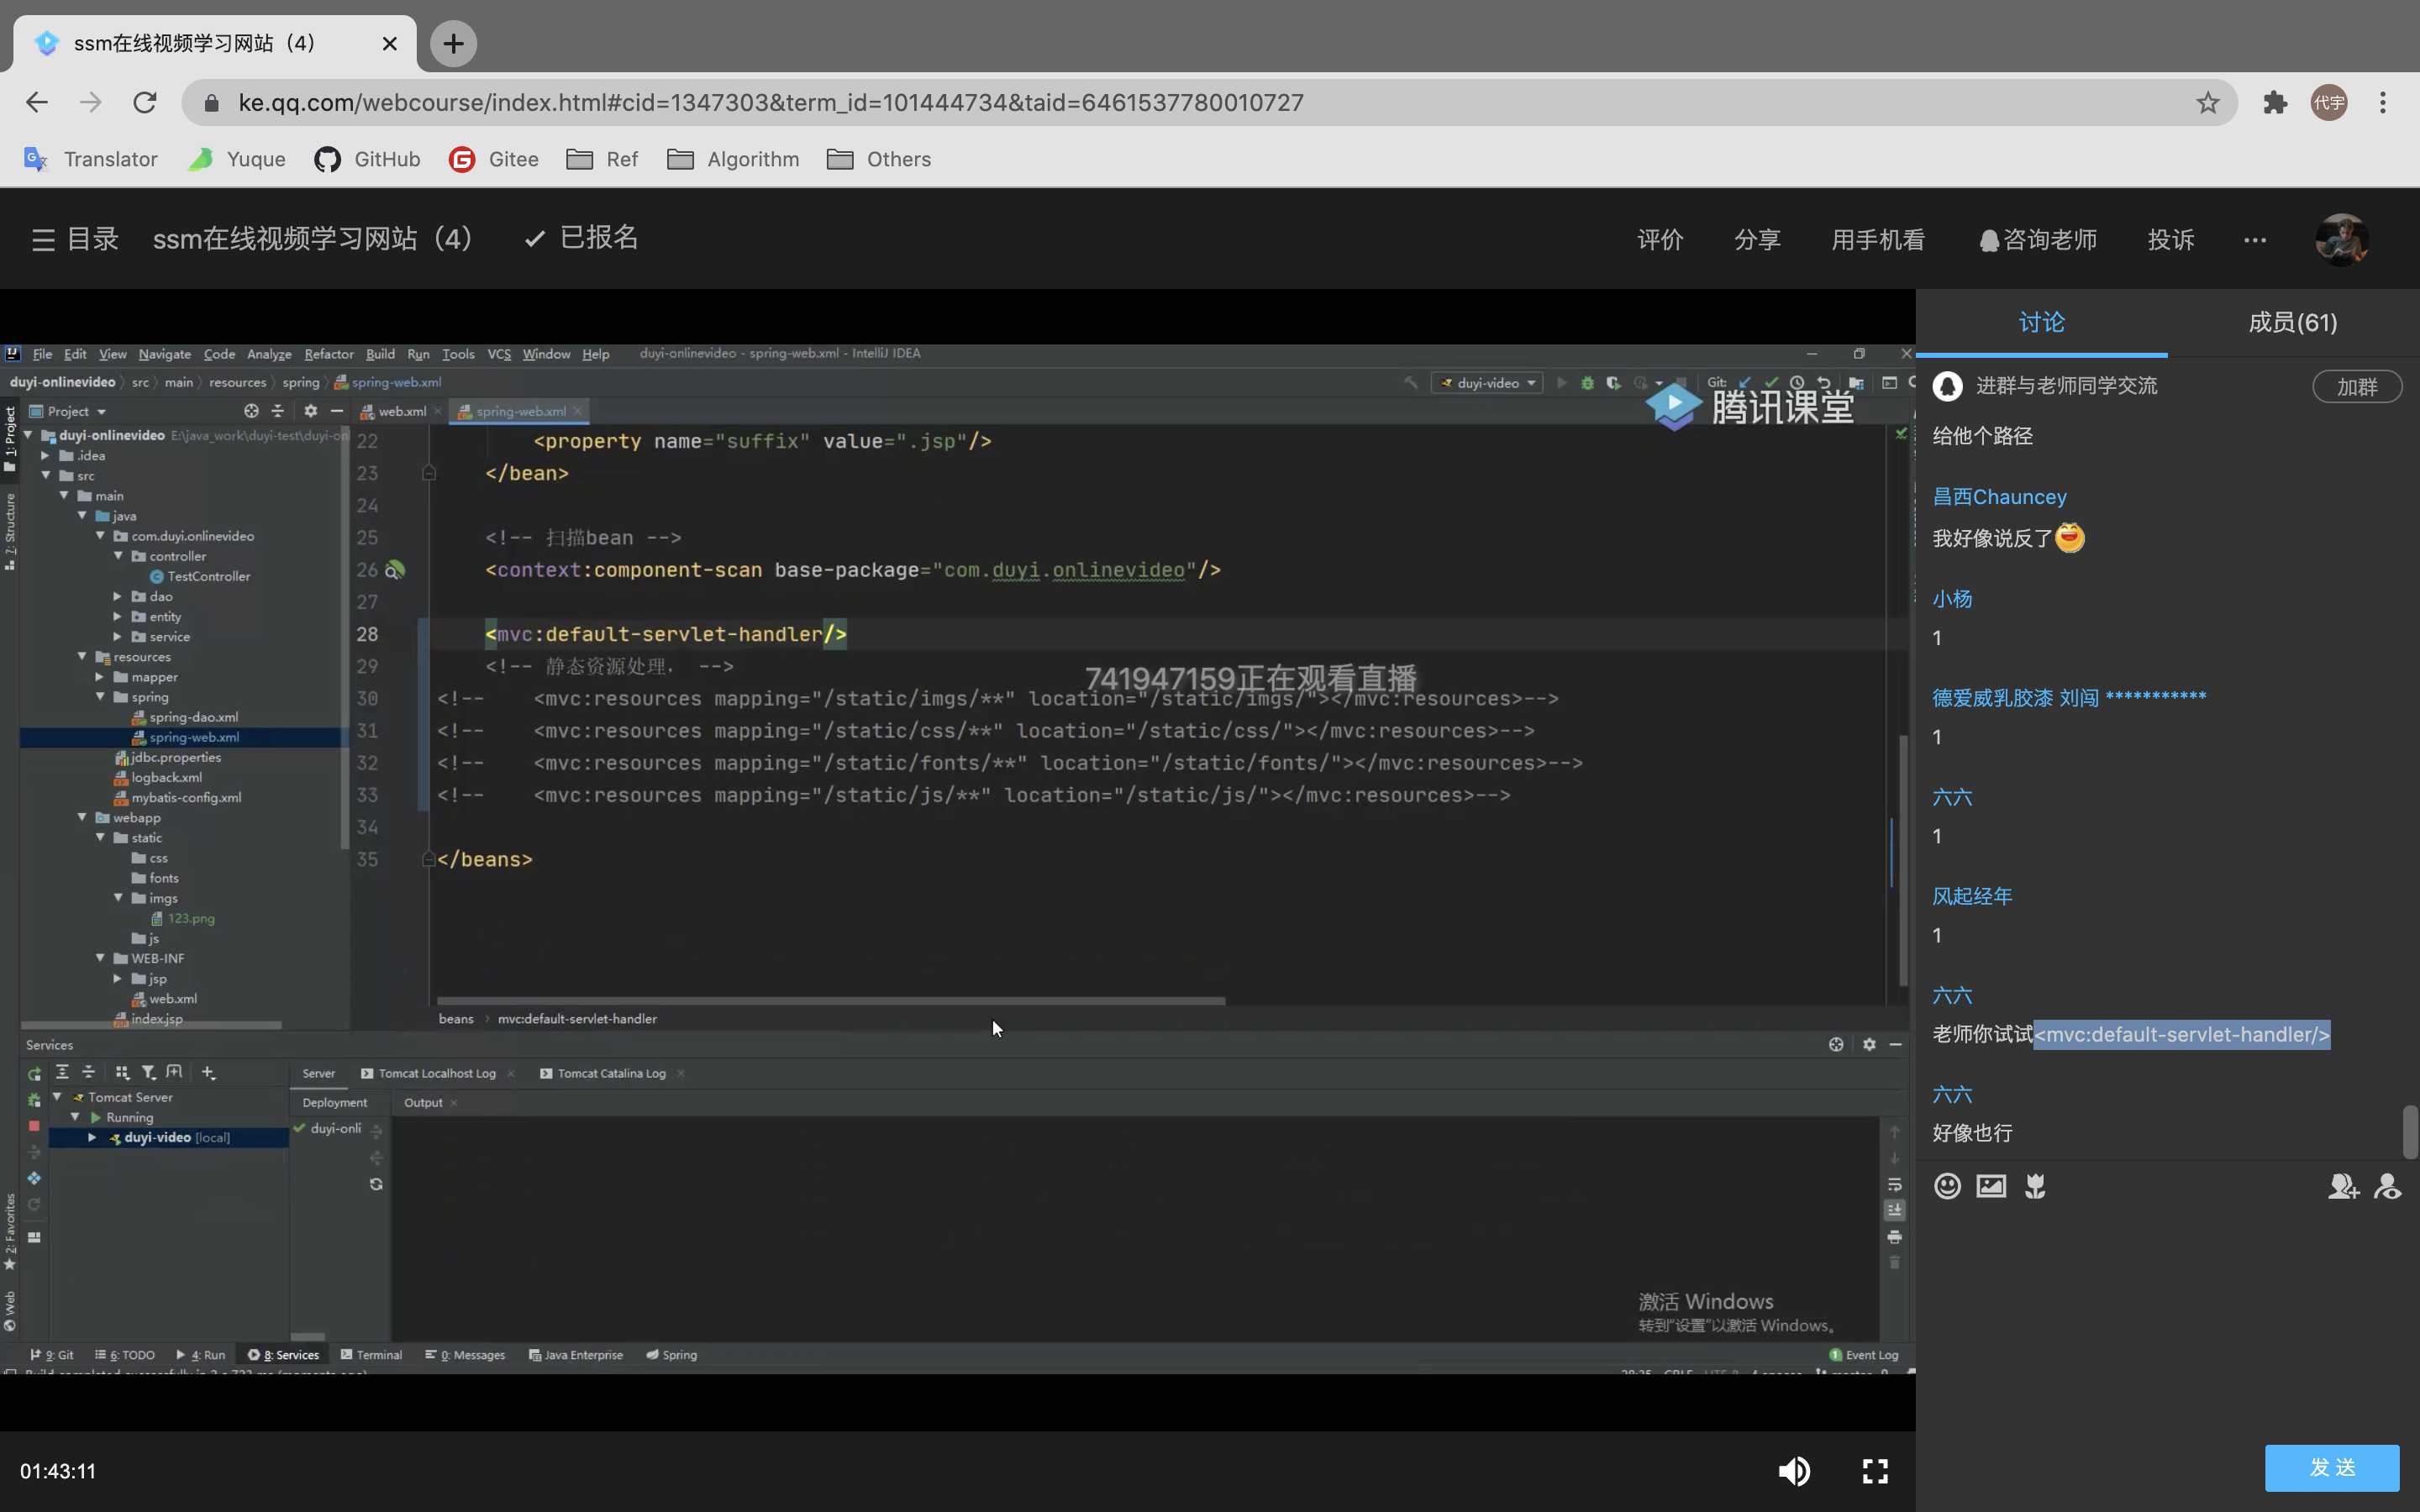 ssm在线视频学习网站（4）
ke.qq.com/webcourse/index.html#cid=1347303&term_id=101444734&taid=6461537780010727
代宇
Translator
Yuque
GitHub
Gitee
Ref
Algorithm
Others
目录
ssm在线视频学习网站（4）
已报名
评价
分享
用手机看
咨询老师
投诉
File Edit View Navigate Code Analyze Refactor Build Run Tools VCS Window Help duyi-onlinevideo - spring-web.xml - IntelliJ IDEA
duyi-onlinevideo src main resources spring spring-web.xml
duyi-video
Git:
腾讯课堂
1: Project
7: Structure
2: Favorites
Web
Project
duyi-onlinevideo E:\java_work\duyi-test\duyi-onl
.idea
src
main
java
com.duyi.onlinevideo
controller
TestController
dao
entity
service
resources
mapper
spring
spring-dao.xml
spring-web.xml
jdbc.properties
logback.xml
mybatis-config.xml
webapp
static
css
fonts
imgs
123.png
js
WEB-INF
jsp
web.xml
index.jsp
web.xml
spring-web.xml
22 <property name="suffix" value=".jsp"/>
23 </bean>
24
25 <!-- 扫描bean -->
26 <context:component-scan base-package="com.duyi.onlinevideo"/>
27
28 <mvc:default-servlet-handler/>
29 <!-- 静态资源处理， -->
741947159正在观看直播
30 <!-- <mvc:resources mapping="/static/imgs/**" location="/static/imgs/"></mvc:resources>-->
31 <!-- <mvc:resources mapping="/static/css/**" location="/static/css/"></mvc:resources>-->
32 <!-- <mvc:resources mapping="/static/fonts/**" location="/static/fonts/"></mvc:resources>-->
33 <!-- <mvc:resources mapping="/static/js/**" location="/static/js/"></mvc:resources>-->
34
35 </beans>
beans mvc:default-servlet-handler
Services
Tomcat Server
Running
duyi-video [local]
Server
Tomcat Localhost Log
Tomcat Catalina Log
Deployment
Output
duyi-onli
激活 Windows
转到"设置"以激活 Windows。
9: Git
6: TODO
4: Run
8: Services
Terminal
0: Messages
Java Enterprise
Spring
1 Event Log
01:43:11
讨论
成员(61)
进群与老师同学交流
加群
给他个路径
昌西Chauncey
我好像说反了
小杨
1
德爱威乳胶漆 刘闯 ***********
1
六六
1
风起经年
1
六六
老师你试试<mvc:default-servlet-handler/>
六六
好像也行
发 送